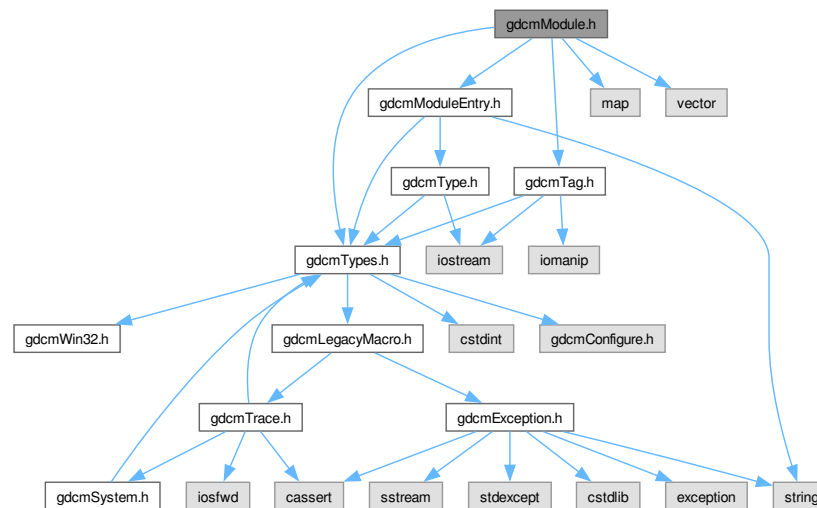 gdcmModule.h
gdcmModuleEntry.h
map
vector
gdcmType.h
gdcmTag.h
gdcmTypes.h
iostream
iomanip
gdcmWin32.h
gdcmLegacyMacro.h
cstdint
gdcmConfigure.h
gdcmTrace.h
gdcmException.h
gdcmSystem.h
iosfwd
cassert
sstream
stdexcept
cstdlib
exception
string